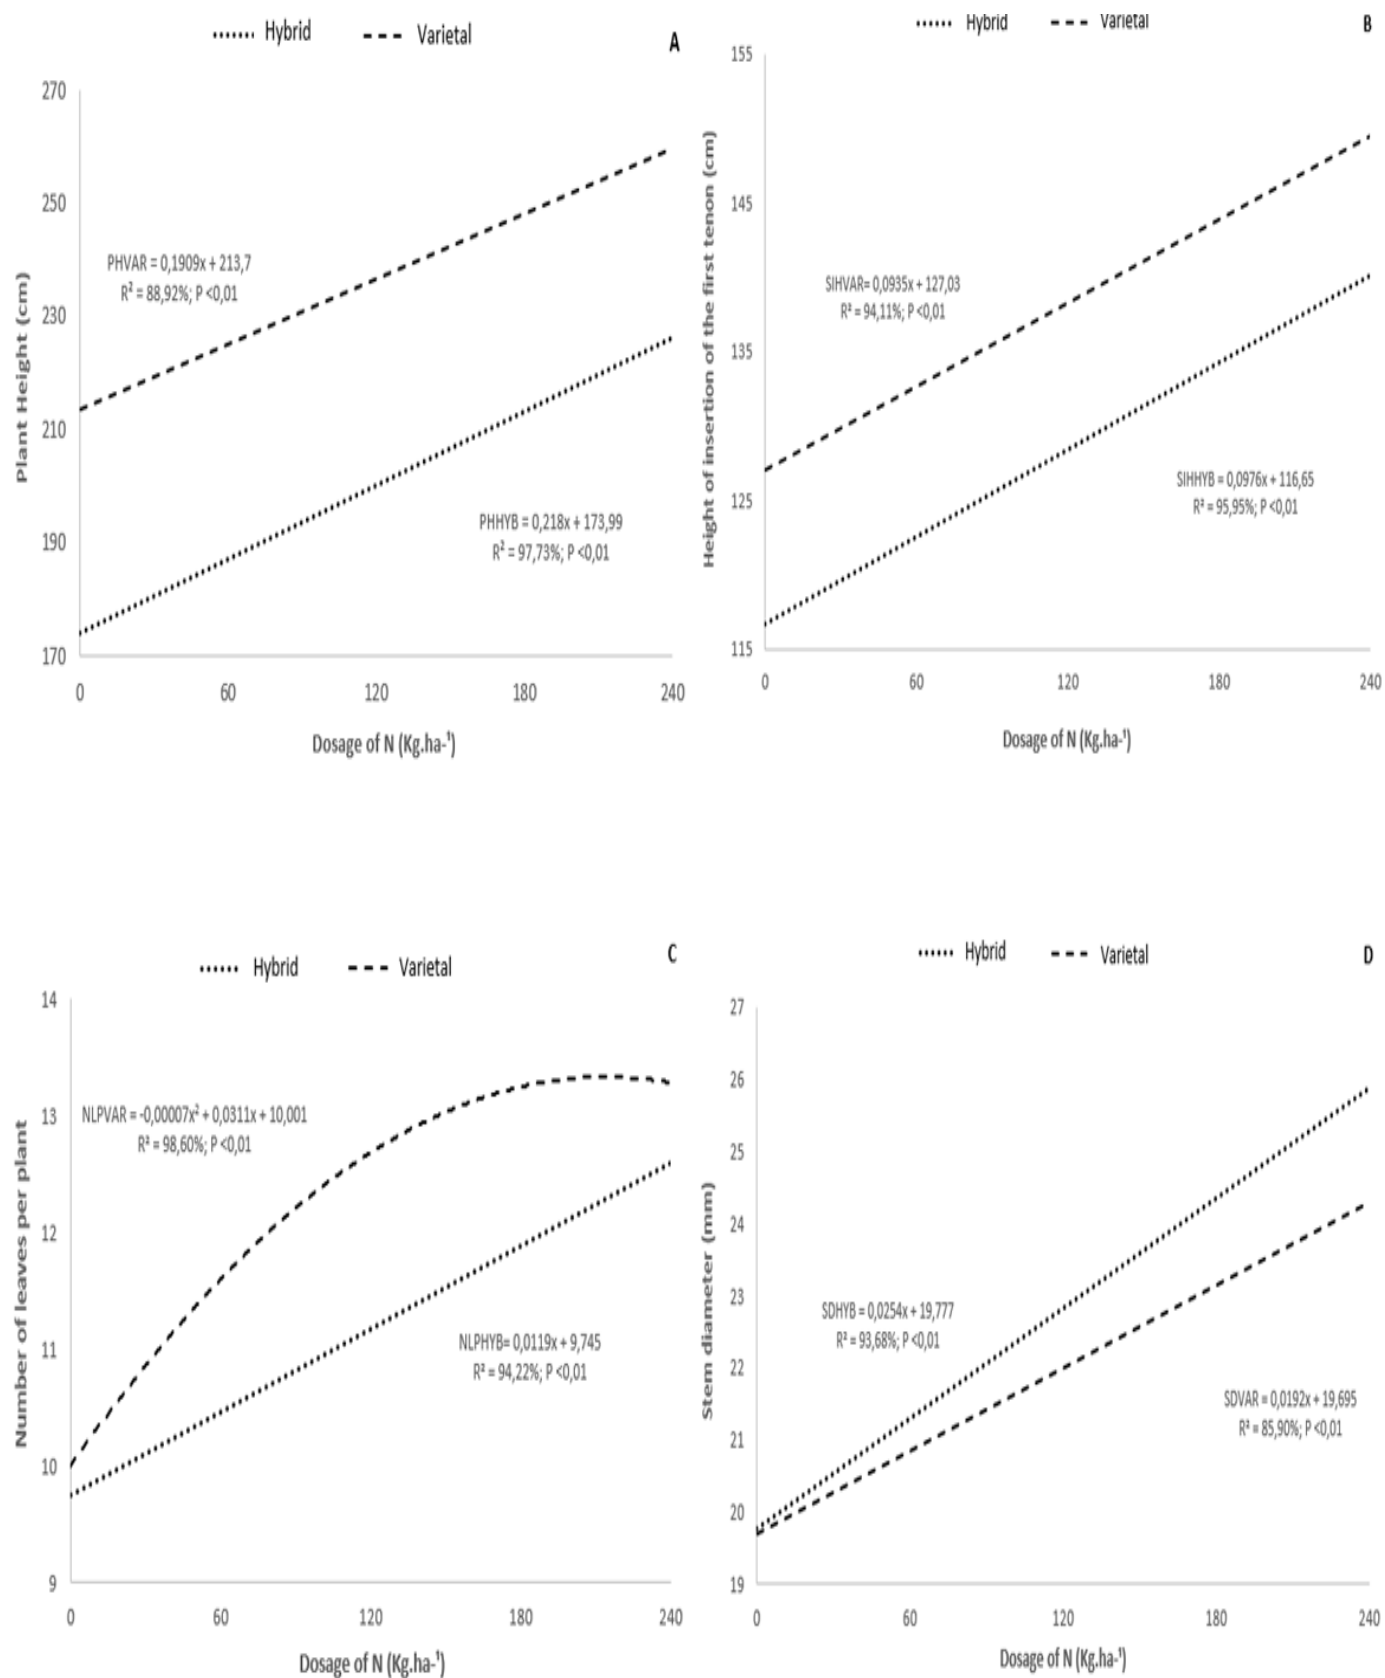 Hybrid Varietal A
270
250
230
210
190
170
Plant Height (cm)
PHVAR = 0,1909x + 213,7
R² = 88,92%; P <0,01
PHHYB = 0,218x + 173,99
R² = 97,73%; P <0,01
0 60 120 180 240
Dosage of N (Kg.ha-¹)
Hybrid Varietal B
155
145
135
125
115
Height of insertion of the first tenon (cm)
SIHVAR= 0,0935x + 127,03
R² = 94,11%; P <0,01
SIHHYB = 0,0976x + 116,65
R² = 95,95%; P <0,01
0 60 120 180 240
Dosage of N (Kg.ha-¹)
Hybrid Varietal C
14
13
12
11
10
9
Number of leaves per plant
NLPVAR = -0,00007x² + 0,0311x + 10,001
R² = 98,60%; P <0,01
NLPHYB= 0,0119x + 9,745
R² = 94,22%; P <0,01
0 60 120 180 240
Dosage of N (Kg.ha-¹)
Hybrid Varietal D
27
26
25
24
23
22
21
20
19
Stem diameter (mm)
SDHYB = 0,0254x + 19,777
R² = 93,68%; P <0,01
SDVAR = 0,0192x + 19,695
R² = 85,90%; P <0,01
0 60 120 180 240
Dosage of N (Kg.ha-¹)